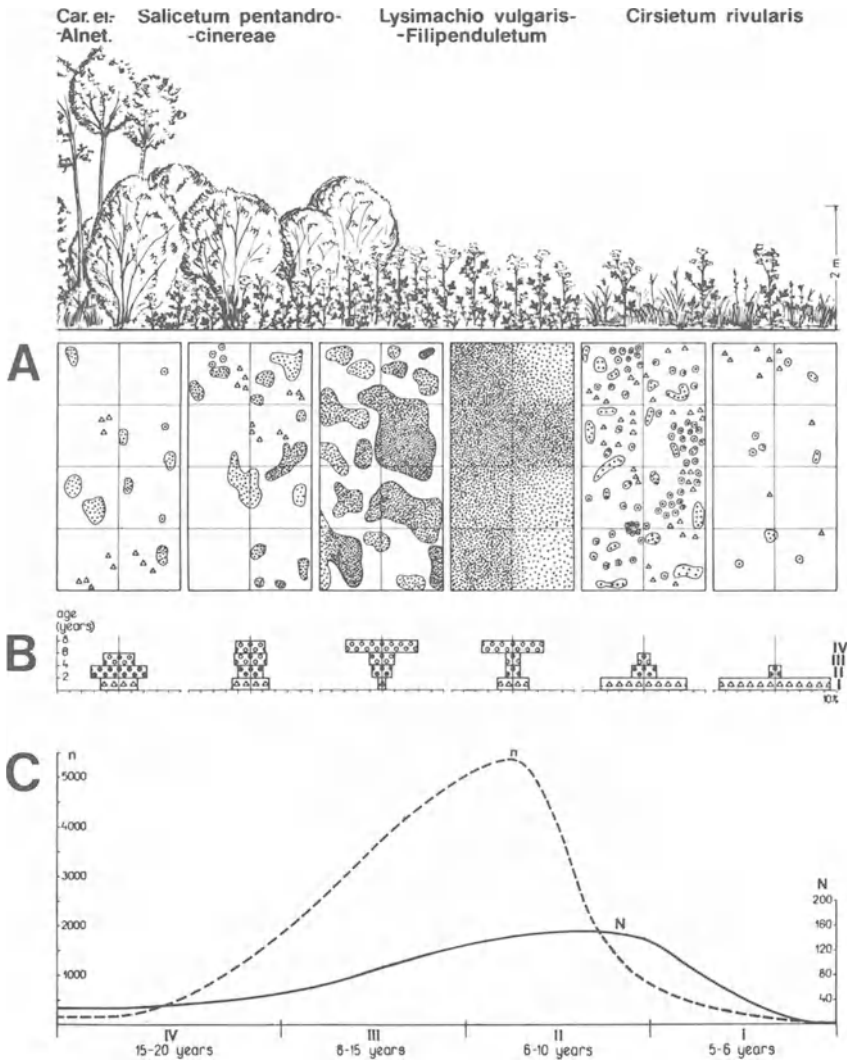 Car. el- Salicetum pentandro- Lysimachio vulgaris- Cirsietum rivularis
-Alnet. -cinereae -Filipenduletum
2 m
A
age
(years)
B
8
6
4
2
IV
III
II
I
10%
C
n
5000
4000
3000
2000
1000
n
N
N
200
160
120
80
40
IV III II i
15-20 years 8-15 years 6-10 years 5-6 years